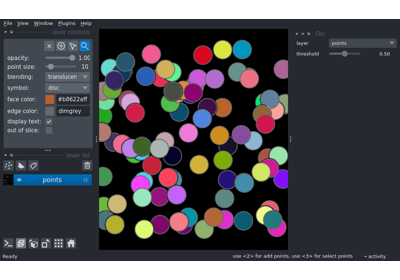 File View Window Plugins Help
layer controls
opacity: 1.00
point size: 10
blending: translucen
symbol: disc
face color: #b8622aff
edge color: dimgrey
display text:
out of slice:
layer list
points
Do
layer points
threshold 0.50
Ready
use <2> for add points, use <3> for select points
activity